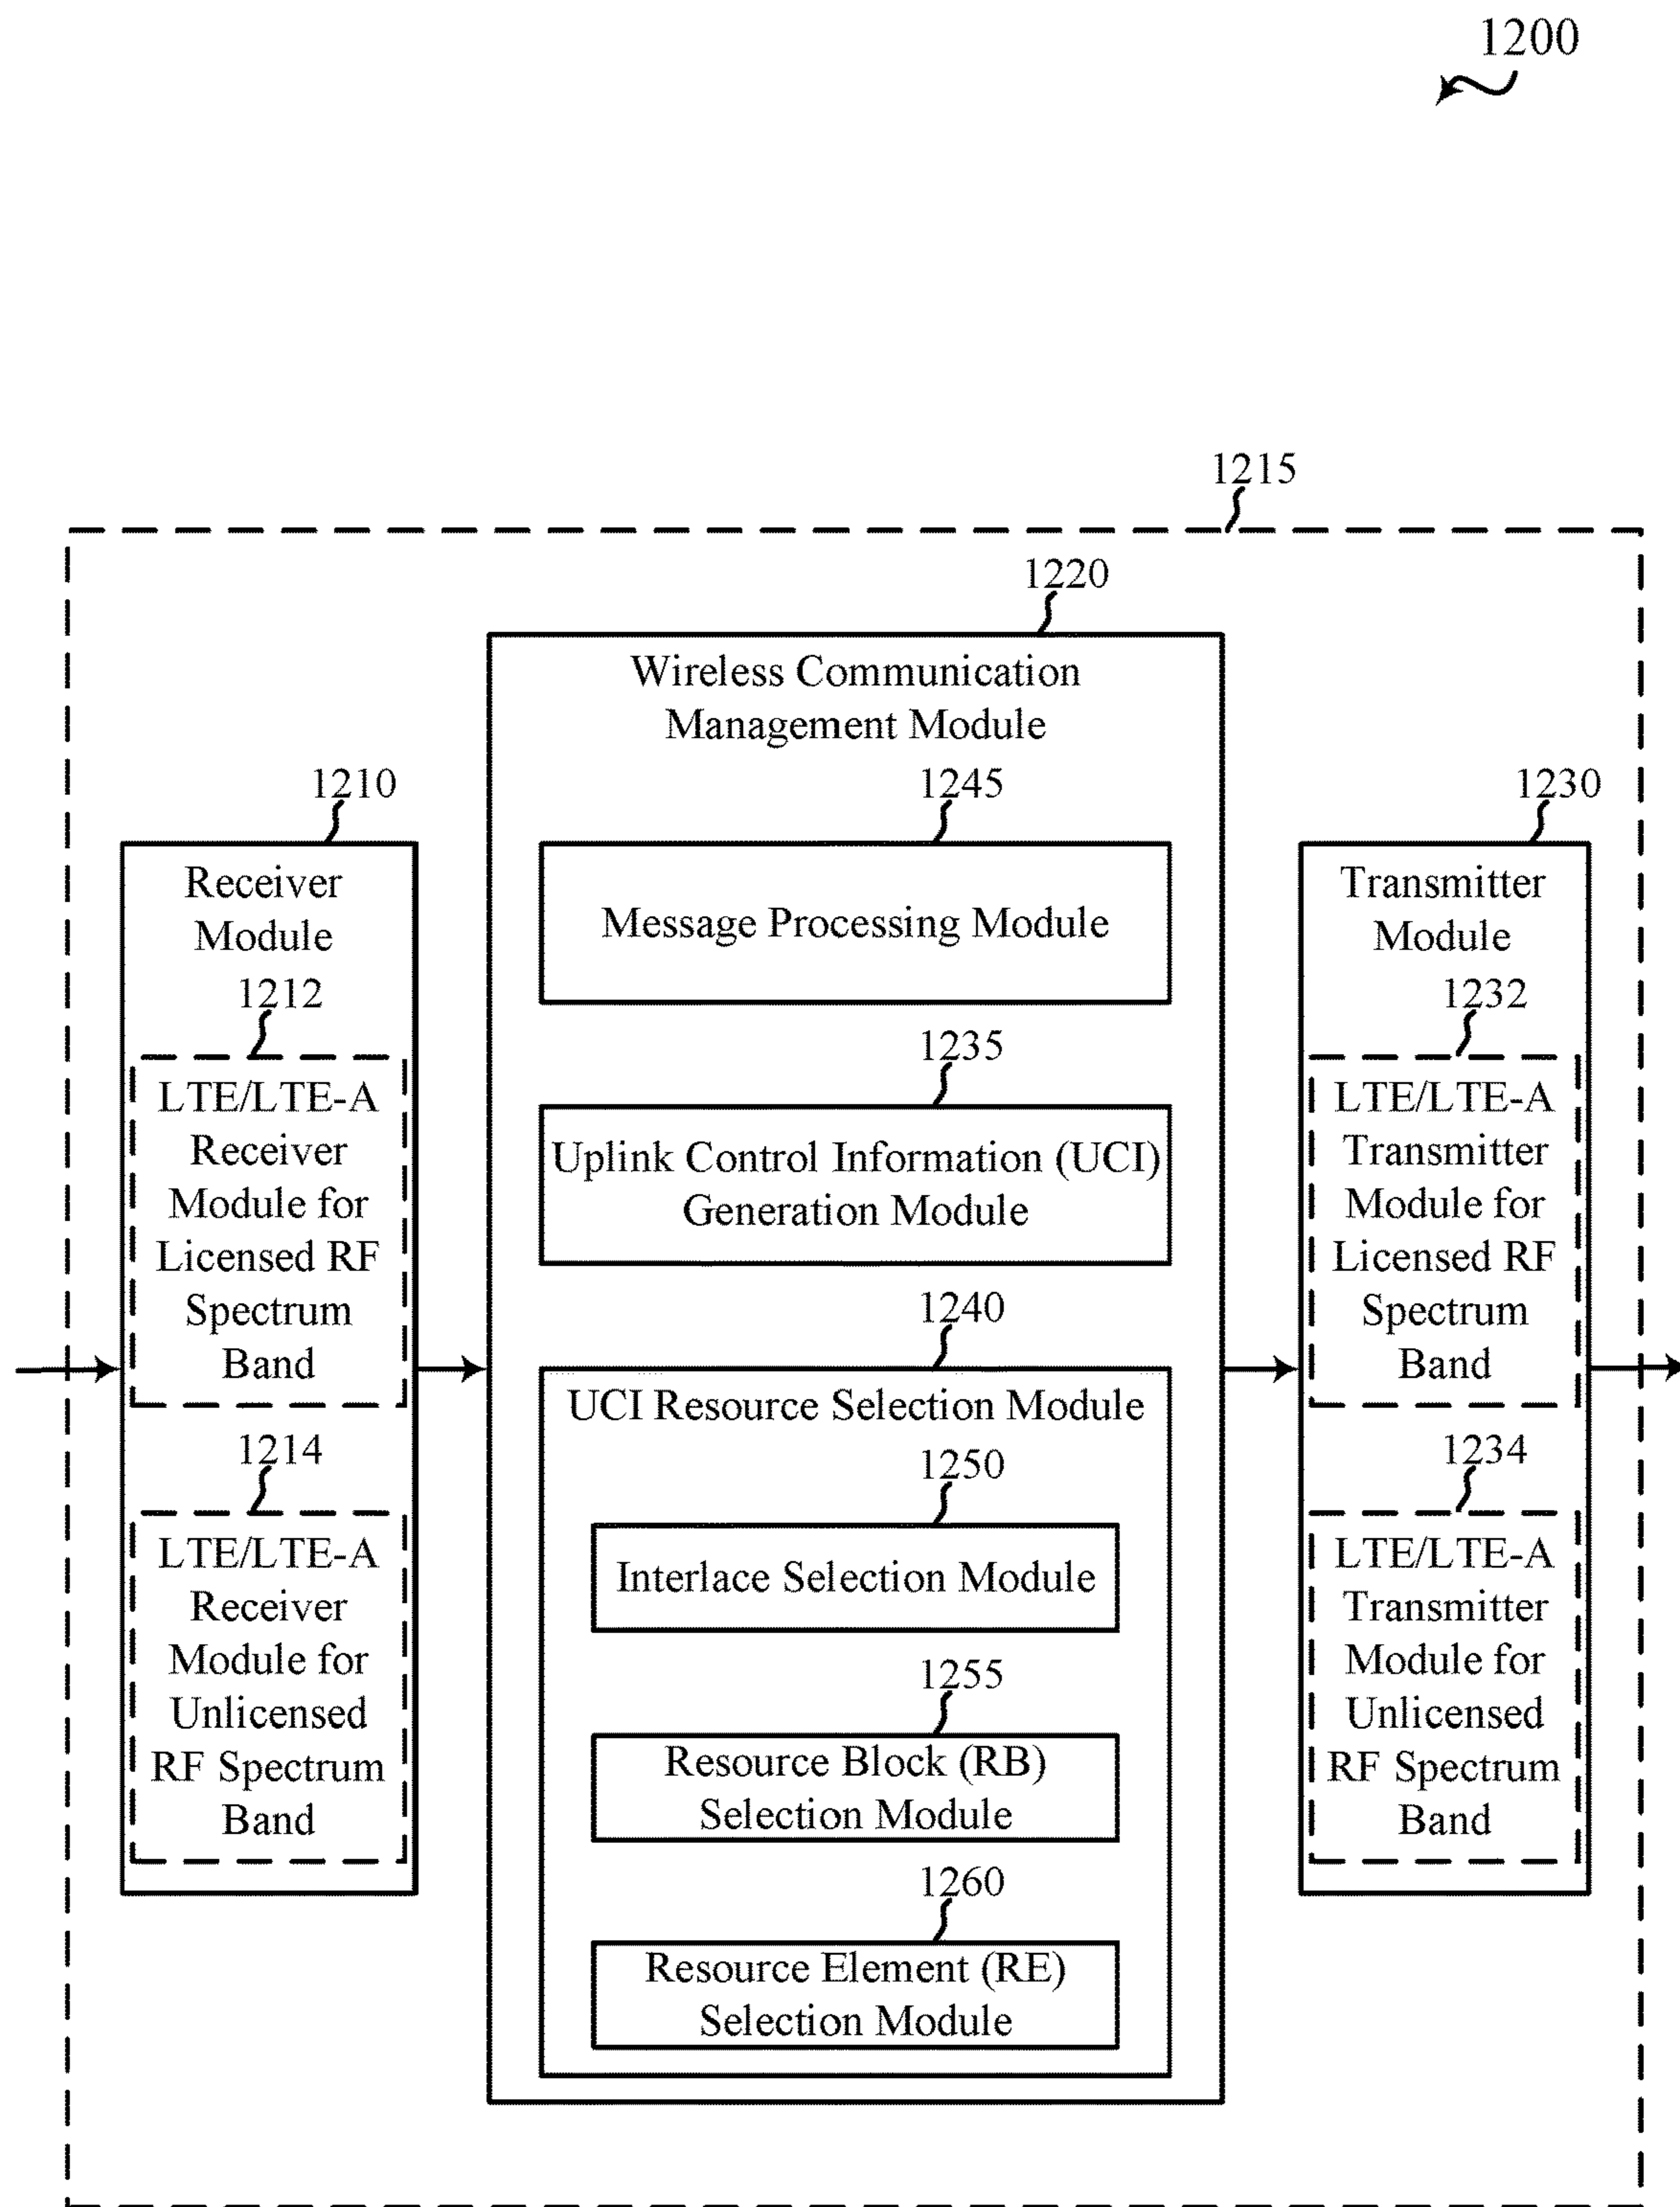 1200
1215
1220
Wireless Communication
Management Module
1210
Receiver
Module
1212
LTE/LTE-A
Receiver
Module for
Licensed RF
Spectrum
Band
1214
LTE/LTE-A
Receiver
Module for
Unlicensed
RF Spectrum
Band
1245
Message Processing Module
1235
Uplink Control Information (UCI)
Generation Module
1240
UCI Resource Selection Module
1250
Interlace Selection Module
1255
Resource Block (RB)
Selection Module
1260
Resource Element (RE)
Selection Module
1230
Transmitter
Module
1232
LTE/LTE-A
Transmitter
Module for
Licensed RF
Spectrum
Band
1234
LTE/LTE-A
Transmitter
Module for
Unlicensed
RF Spectrum
Band